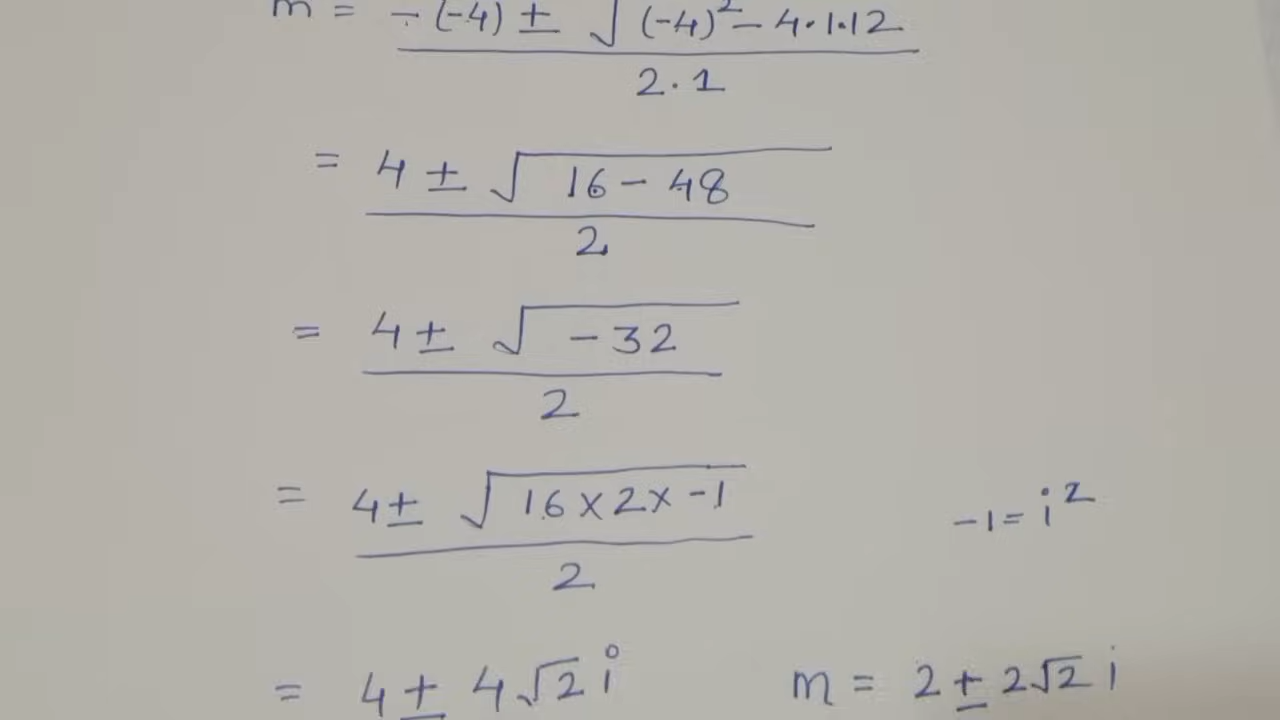 m = -(-4) ± √(-4)² - 4·1·12
2·1
= 4 ± √16 - 48
2
= 4 ± √-32
2
= 4 ± √16 × 2 × -1
2
-1 = i²
= 4 ± 4√2 i
m = 2 ± 2√2 i